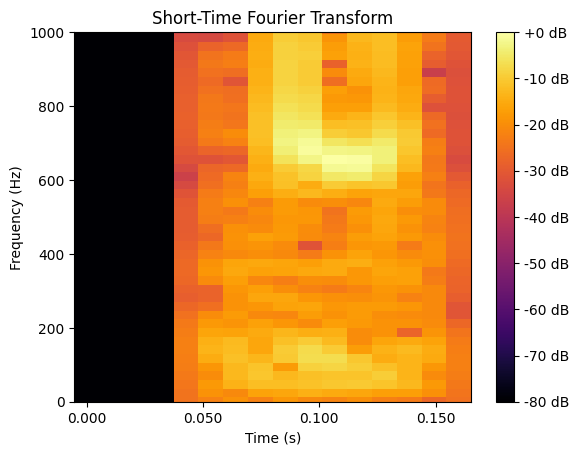 Short-Time Fourier Transform
Frequency (Hz)
1000
800
600
400
200
0
0.000
0.050
0.100
0.150
Time (s)
+0 dB
-10 dB
-20 dB
-30 dB
-40 dB
-50 dB
-60 dB
-70 dB
-80 dB